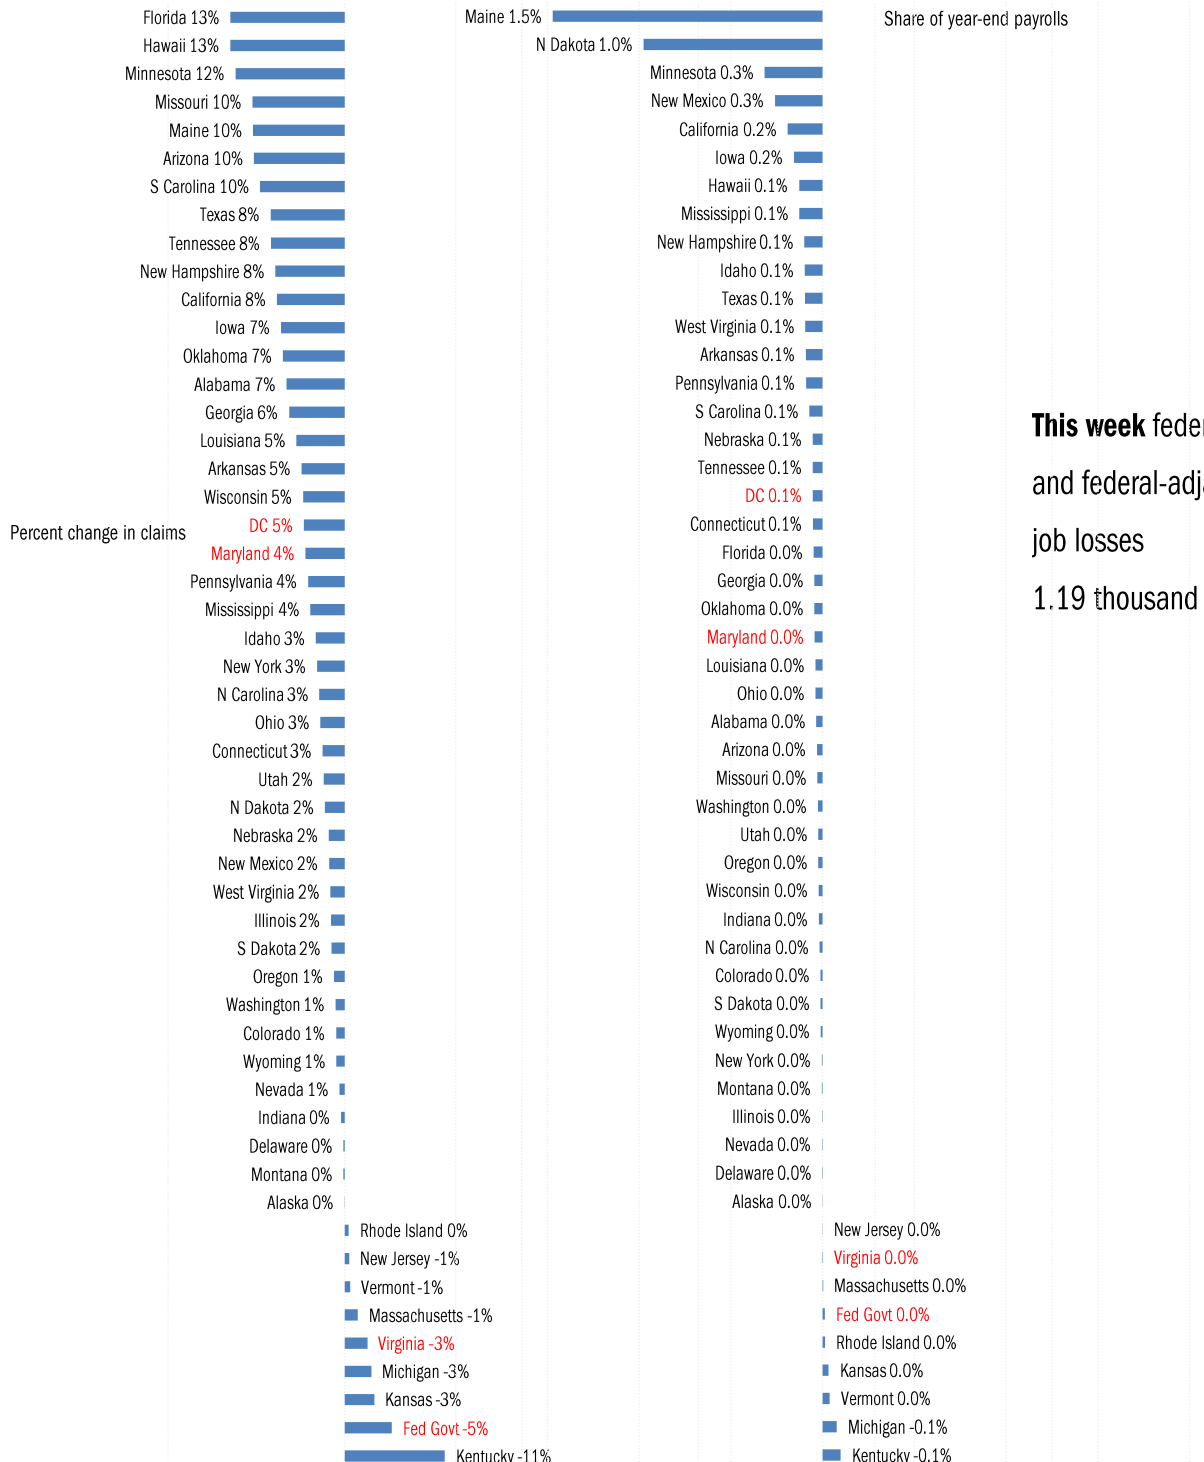 Florida 13%
Hawaii 13%
Minnesota 12%
Missouri 10%
Maine 10%
Arizona 10%
S Carolina 10%
Texas 8%
Tennessee 8%
New Hampshire 8%
California 8%
Iowa 7%
Oklahoma 7%
Alabama 7%
Georgia 6%
Louisiana 5%
Arkansas 5%
Wisconsin 5%
DC 5%
Percent change in claims
Maryland 4%
Pennsylvania 4%
Mississippi 4%
Idaho 3%
New York 3%
N Carolina 3%
Ohio 3%
Connecticut 3%
Utah 2%
N Dakota 2%
Nebraska 2%
New Mexico 2%
West Virginia 2%
Illinois 2%
S Dakota 2%
Oregon 1%
Washington 1%
Colorado 1%
Wyoming 1%
Nevada 1%
Indiana 0%
Delaware 0%
Montana 0%
Alaska 0%
Rhode Island 0%
New Jersey -1%
Vermont -1%
Massachusetts -1%
Virginia -3%
Michigan -3%
Kansas -3%
Fed Govt -5%
Kentucky -11%
Share of year-end payrolls
Maine 1.5%
N Dakota 1.0%
Minnesota 0.3%
New Mexico 0.3%
California 0.2%
Iowa 0.2%
Hawaii 0.1%
Mississippi 0.1%
New Hampshire 0.1%
Idaho 0.1%
Texas 0.1%
West Virginia 0.1%
Arkansas 0.1%
Pennsylvania 0.1%
S Carolina 0.1%
Nebraska 0.1%
Tennessee 0.1%
DC 0.1%
Connecticut 0.1%
Florida 0.0%
Georgia 0.0%
Oklahoma 0.0%
Maryland 0.0%
Louisiana 0.0%
Ohio 0.0%
Alabama 0.0%
Arizona 0.0%
Missouri 0.0%
Washington 0.0%
Utah 0.0%
Oregon 0.0%
Wisconsin 0.0%
Indiana 0.0%
N Carolina 0.0%
Colorado 0.0%
S Dakota 0.0%
Wyoming 0.0%
New York 0.0%
Montana 0.0%
Illinois 0.0%
Nevada 0.0%
Delaware 0.0%
Alaska 0.0%
New Jersey 0.0%
Virginia 0.0%
Massachusetts 0.0%
Fed Govt 0.0%
Rhode Island 0.0%
Kansas 0.0%
Vermont 0.0%
Michigan -0.1%
Kentucky -0.1%
This week
and
job losses
1.19 thousand